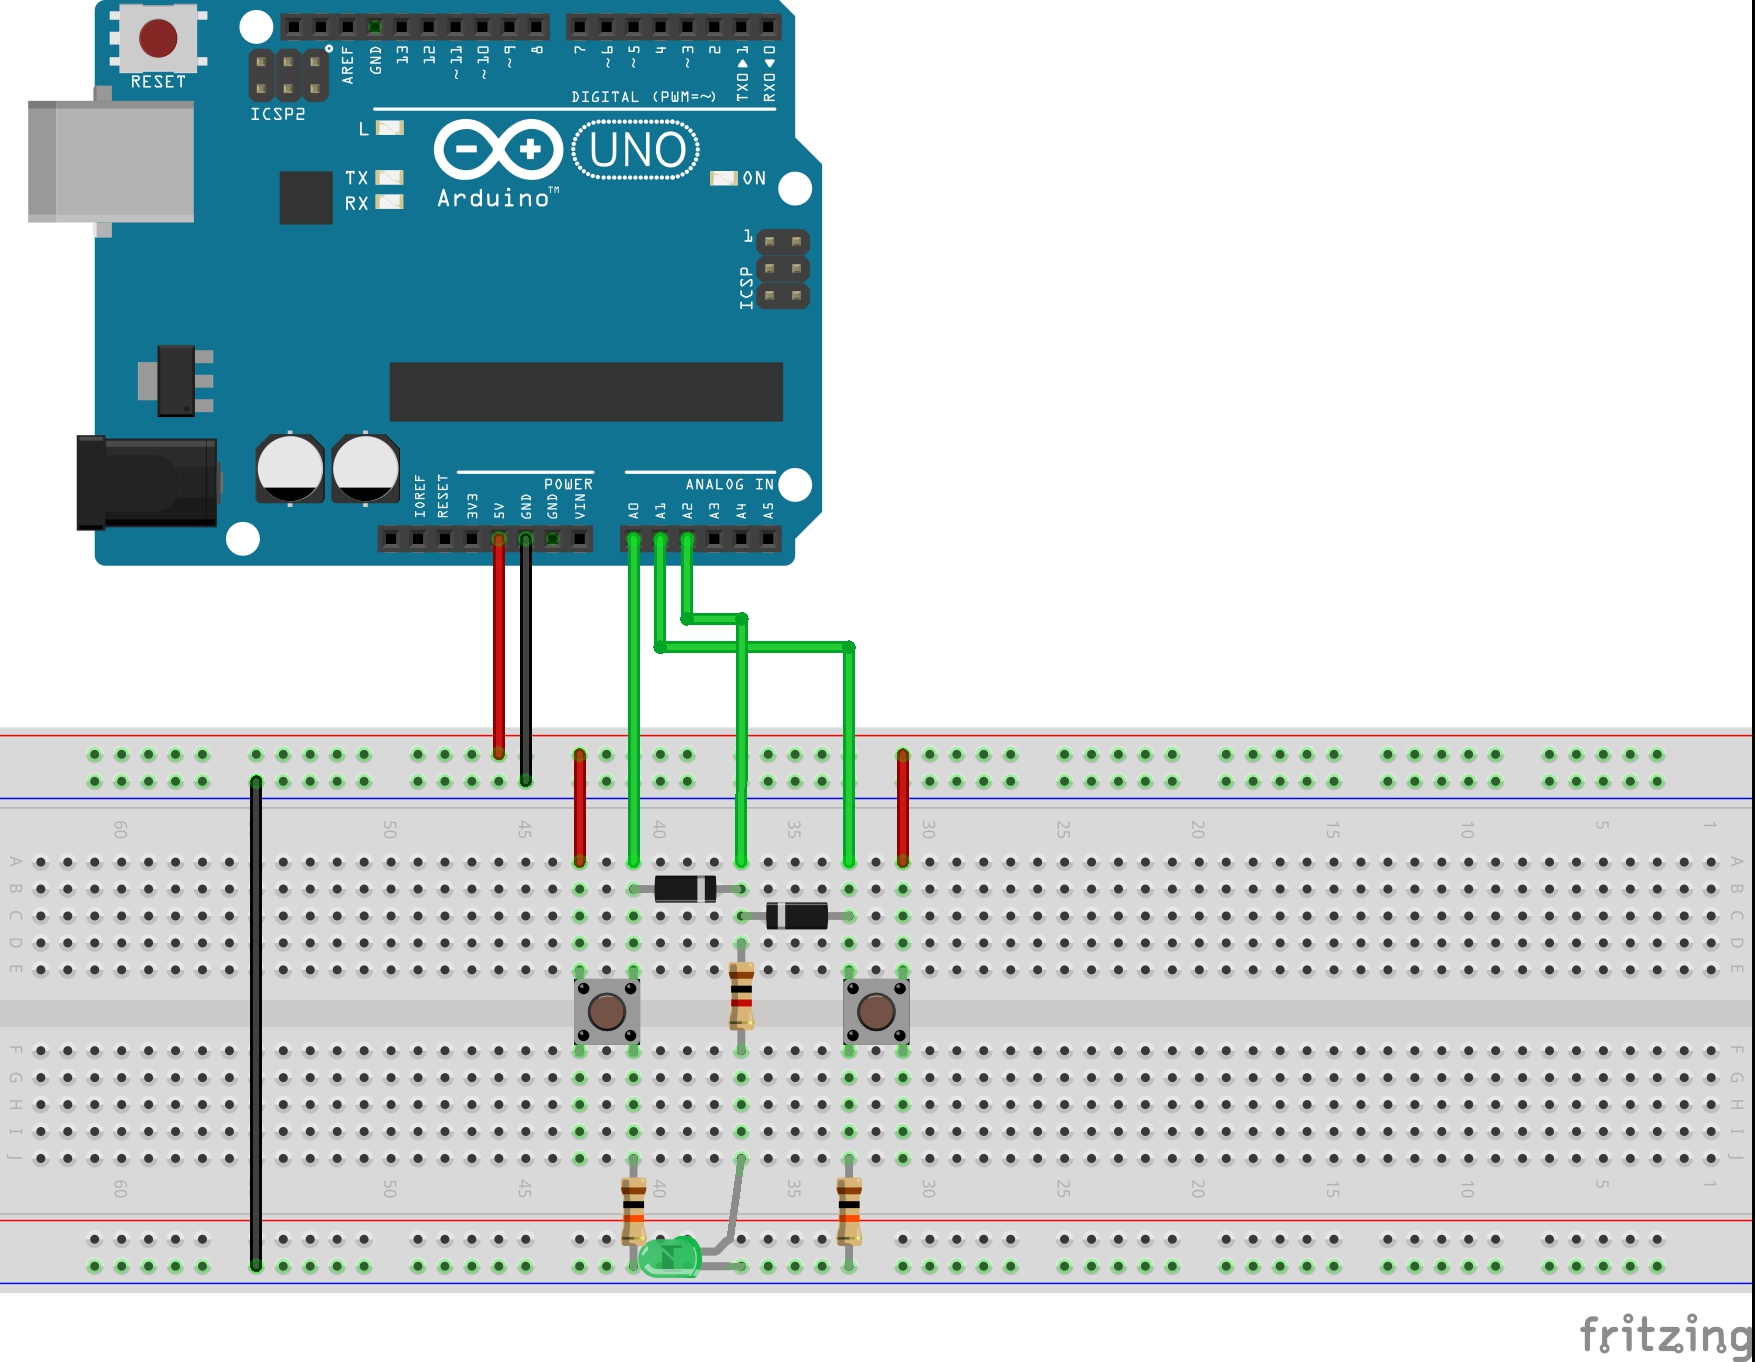 RESET
ICSP2
AREF
GND
13
12
~11
~10
~9
8
7
~6
~5
4
~3
2
TX0▶1
RX0◀0
DIGITAL (PWM=~)
L
TX
RX
UNO
Arduino™
ON
1
ICSP
IOREF
RESET
3V3
5V
GND
GND
VIN
POWER
ANALOG IN
A0
A1
A2
A3
A4
A5
60 50 45 40 35 30 25 20 15 10 5 1
A A
B B
C C
D D
E E
F F
G G
H H
I I
J J
60 50 45 40 35 30 25 20 15 10 5 1
fritzing